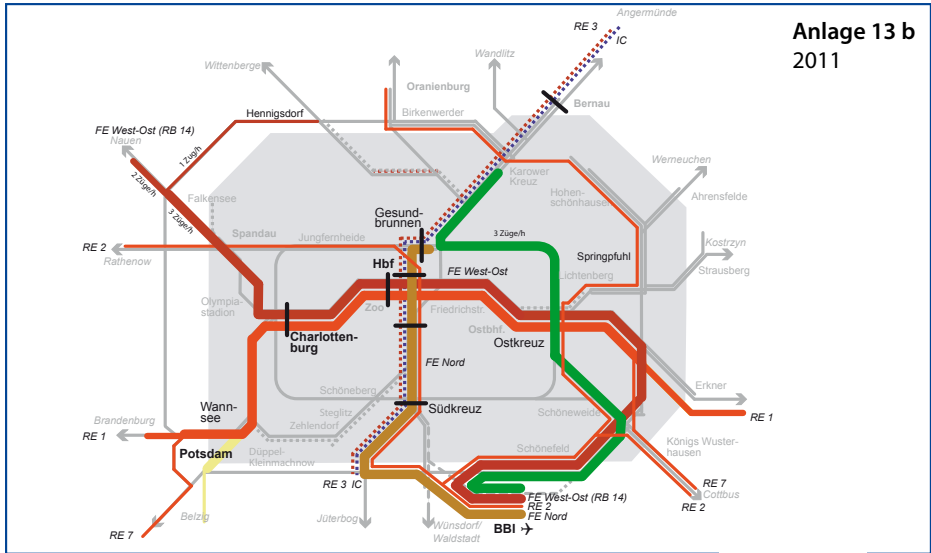 Anlage 13 b
2011
Angermünde
RE 3
IC
Wandlitz
Wittenberge
Oranienburg
Birkenwerder
Bernau
Hennigsdorf
FE West-Ost (RB 14)
Nauen
1 Zug/h
2 Züge/h
3 Züge/h
Werneuchen
Karower
Kreuz
Hohen-
schönhausen
Ahrensfelde
Falkensee
Gesund-
brunnen
Spandau
Jungfernheide
3 Züge/h
Kostrzyn
RE 2
Rathenow
Hbf
FE West-Ost
Springpfuhl
Strausberg
Lichtenberg
Olympia-
stadion
Zoo
Friedrichstr.
Ostbhf.
Charlotten-
burg
Ostkreuz
FE Nord
Schöneberg
Erkner
Wann-
see
Steglitz
Südkreuz
Schöneweide
RE 1
Brandenburg
Zehlendorf
RE 1
Potsdam
Düppel-
Kleinmachnow
Schönefeld
Königs Wuster-
hausen
RE 3 IC
RE 7
Cottbus
RE 2
FE West-Ost (RB 14)
RE 2
FE Nord
Belzig
Jüterbog
Wünsdorf/
Waldstadt
BBI
RE 7